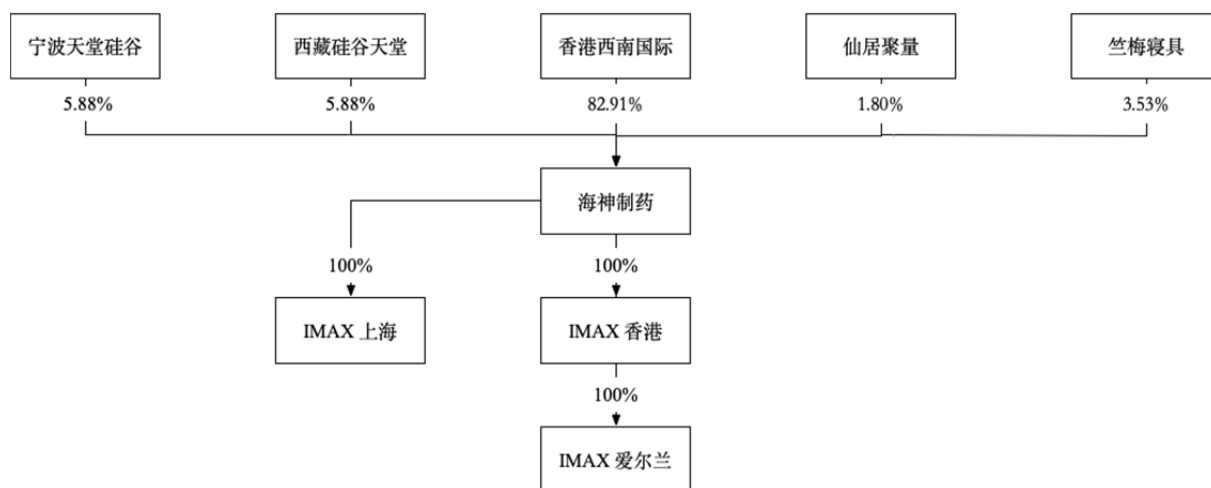 宁波天堂硅谷
西藏硅谷天堂
香港西南国际
仙居聚量
竺梅寝具
5.88%
5.88%
82.91%
1.80%
3.53%
海神制药
100%
100%
IMAX 上海
IMAX 香港
100%
IMAX 爱尔兰